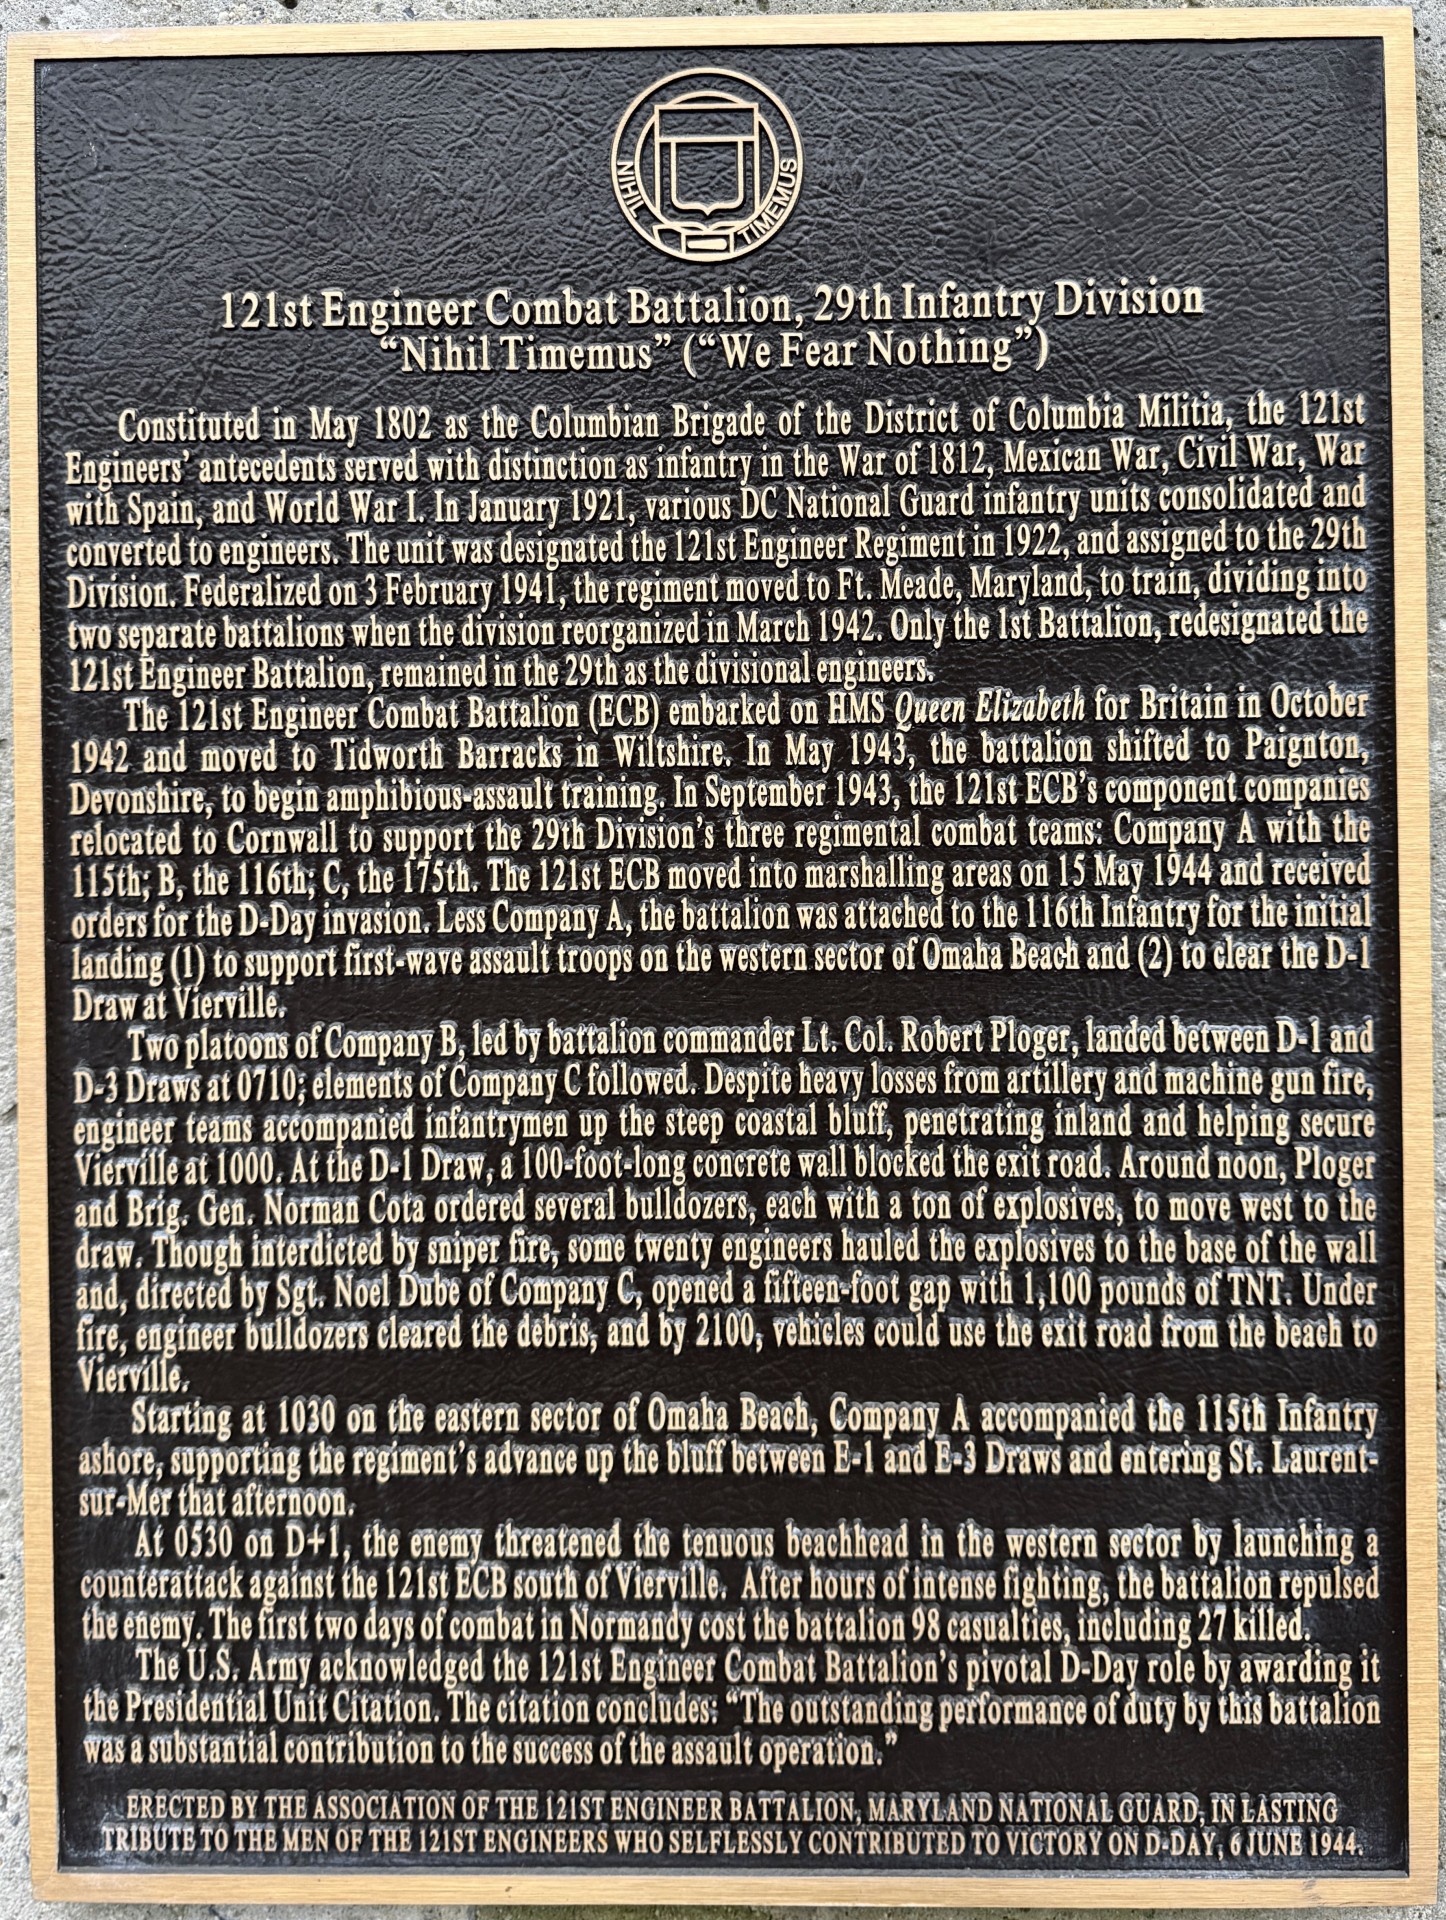 NIHIL TIMEMUS
121st Engineer Combat Battalion, 29th Infantry Division
“Nihil Timemus” (“We Fear Nothing”)
Constituted in May 1802 as the Columbian Brigade of the District of Columbia Militia, the 121st
Engineers’ antecedents served with distinction as infantry in the War of 1812, Mexican War, Civil War, War
with Spain, and World War I. In January 1921, various DC National Guard infantry units consolidated and
converted to engineers. The unit was designated the 121st Engineer Regiment in 1922, and assigned to the 29th
Division. Federalized on 3 February 1941, the regiment moved to Ft. Meade, Maryland, to train, dividing into
two separate battalions when the division reorganized in March 1942. Only the 1st Battalion, redesignated the
121st Engineer Battalion, remained in the 29th as the divisional engineers.
The 121st Engineer Combat Battalion (ECB) embarked on HMS Queen Elizabeth for Britain in October
1942 and moved to Tidworth Barracks in Wiltshire. In May 1943, the battalion shifted to Paignton,
Devonshire, to begin amphibious-assault training. In September 1943, the 121st ECB’s component companies
relocated to Cornwall to support the 29th Division’s three regimental combat teams: Company A with the
115th; B, the 116th; C, the 175th. The 121st ECB moved into marshalling areas on 15 May 1944 and received
orders for the D-Day invasion. Less Company A, the battalion was attached to the 116th Infantry for the initial
landing (1) to support first-wave assault troops on the western sector of Omaha Beach and (2) to clear the D-1
Draw at Vierville.
Two platoons of Company B, led by battalion commander Lt. Col. Robert Ploger, landed between D-1 and
D-3 Draws at 0710; elements of Company C followed. Despite heavy losses from artillery and machine gun fire,
engineer teams accompanied infantrymen up the steep coastal bluff, penetrating inland and helping secure
Vierville at 1000. At the D-1 Draw, a 100-foot-long concrete wall blocked the exit road. Around noon, Ploger
and Brig. Gen. Norman Cota ordered several bulldozers, each with a ton of explosives, to move west to the
draw. Though interdicted by sniper fire, some twenty engineers hauled the explosives to the base of the wall
and, directed by Sgt. Noel Dube of Company C, opened a fifteen-foot gap with 1,100 pounds of TNT. Under
fire, engineer bulldozers cleared the debris, and by 2100, vehicles could use the exit road from the beach to
Vierville.
Starting at 1030 on the eastern sector of Omaha Beach, Company A accompanied the 115th Infantry
ashore, supporting the regiment’s advance up the bluff between E-1 and E-3 Draws and entering St. Laurent-
sur-Mer that afternoon.
At 0530 on D+1, the enemy threatened the tenuous beachhead in the western sector by launching a
counterattack against the 121st ECB south of Vierville. After hours of intense fighting, the battalion repulsed
the enemy. The first two days of combat in Normandy cost the battalion 98 casualties, including 27 killed.
The U.S. Army acknowledged the 121st Engineer Combat Battalion’s pivotal D-Day role by awarding it
the Presidential Unit Citation. The citation concludes: “The outstanding performance of duty by this battalion
was a substantial contribution to the success of the assault operation.”
ERECTED BY THE ASSOCIATION OF THE 121ST ENGINEER BATTALION, MARYLAND NATIONAL GUARD, IN LASTING
TRIBUTE TO THE MEN OF THE 121ST ENGINEERS WHO SELFLESSLY CONTRIBUTED TO VICTORY ON D-DAY, 6 JUNE 1944.